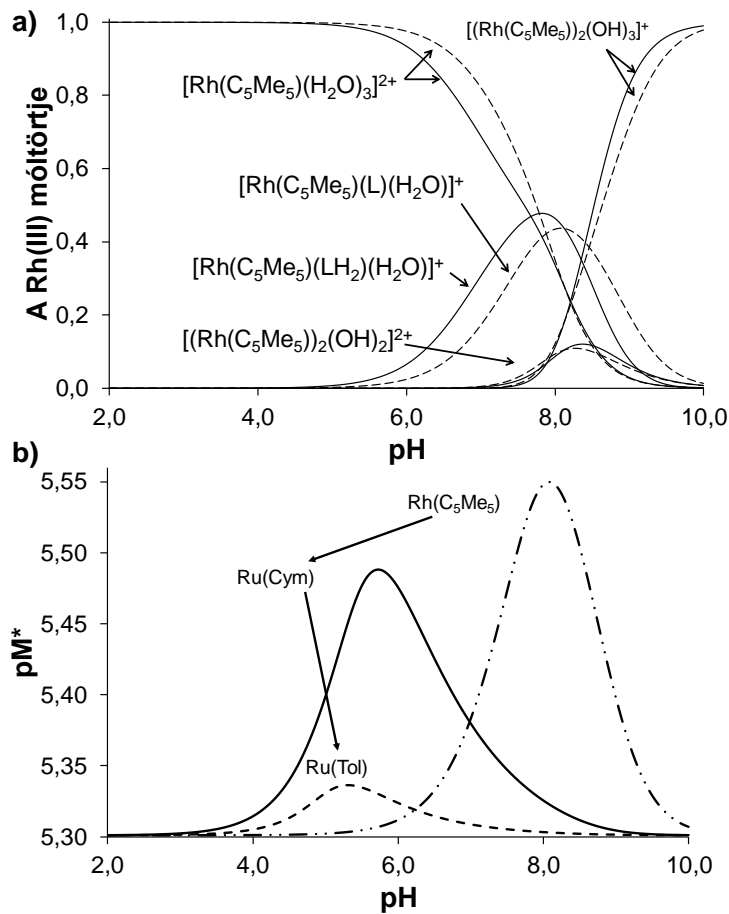 a)
1,0
0,8
0,6
0,4
0,2
0,0
A Rh(III) móltörtje
[(Rh(C₅Me₅))₂(OH)₃]⁺
[Rh(C₅Me₅)(H₂O)₃]²⁺
[Rh(C₅Me₅)(L)(H₂O)]⁺
[Rh(C₅Me₅)(LH₂)(H₂O)]⁺
[(Rh(C₅Me₅))₂(OH)₂]²⁺
2,0 4,0 6,0 8,0 10,0
pH
b)
5,55
5,50
5,45
5,40
5,35
5,30
pM*
Rh(C₅Me₅)
Ru(Cym)
Ru(Tol)
2,0 4,0 6,0 8,0 10,0
pH